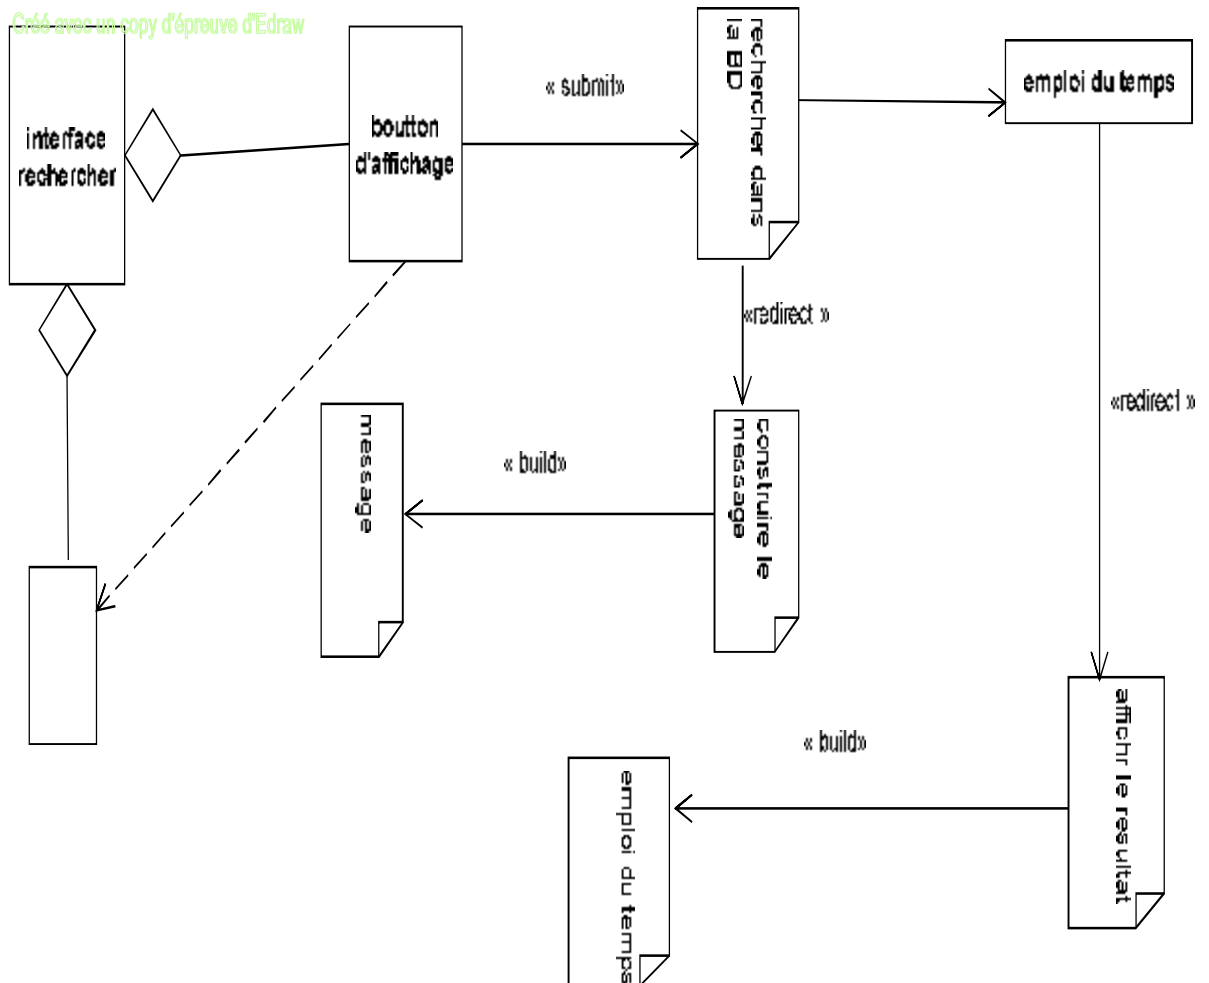 Créé avec un copy d'épreuve d'Edraw
interface
rechercher
boutton
d'affichage
« submit»
rechercher dans
la BD
emploi du temps
«redirect »
«redirect »
message
« build»
construire le
message
« build»
emploi du temps
affichr le resultat